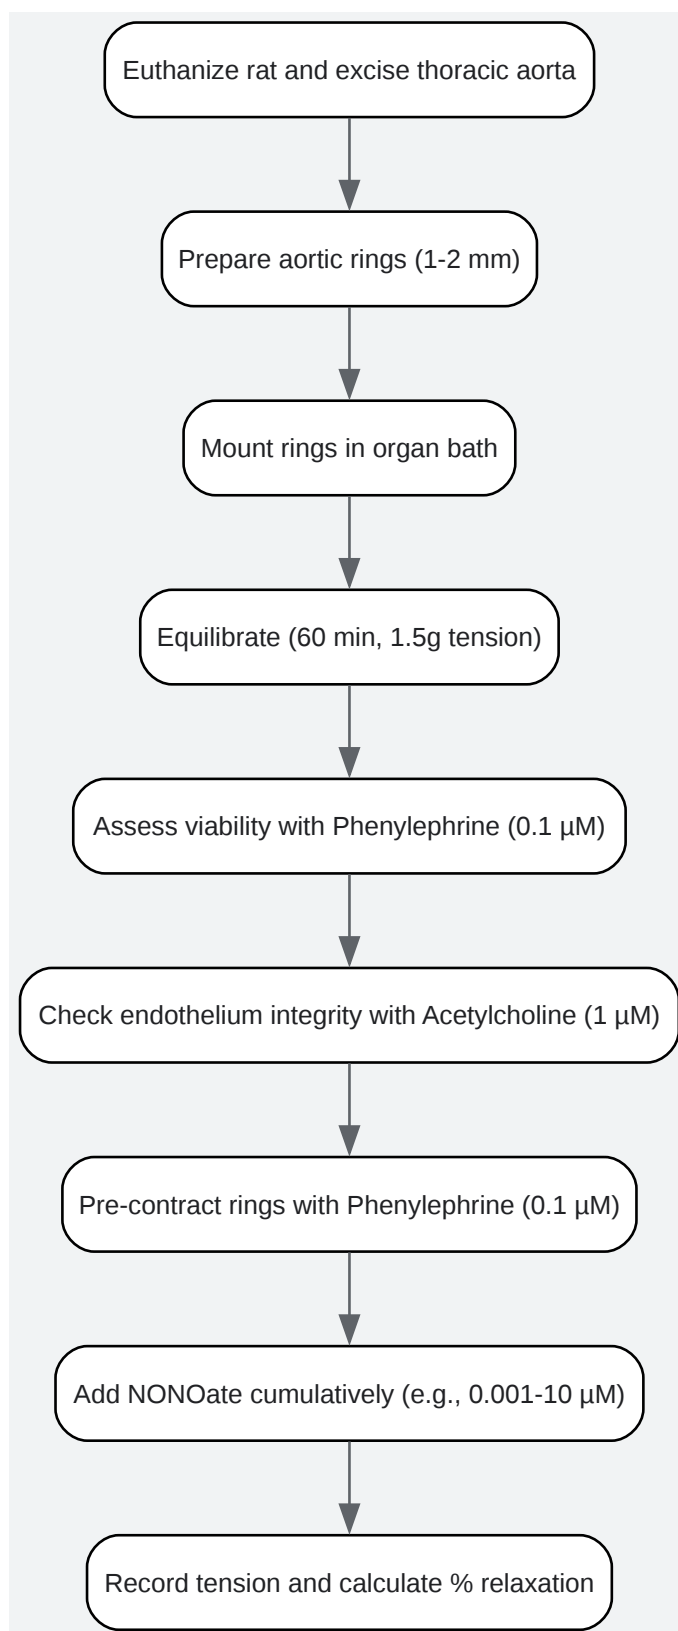 Euthanize rat and excise thoracic aorta
Prepare aortic rings (1-2 mm)
Mount rings in organ bath
Equilibrate (60 min, 1.5g tension)
Assess viability with Phenylephrine (0.1 µM)
Check endothelium integrity with Acetylcholine (1 µM)
Pre-contract rings with Phenylephrine (0.1 µM)
Add NONOate cumulatively (e.g., 0.001-10 µM)
Record tension and calculate % relaxation